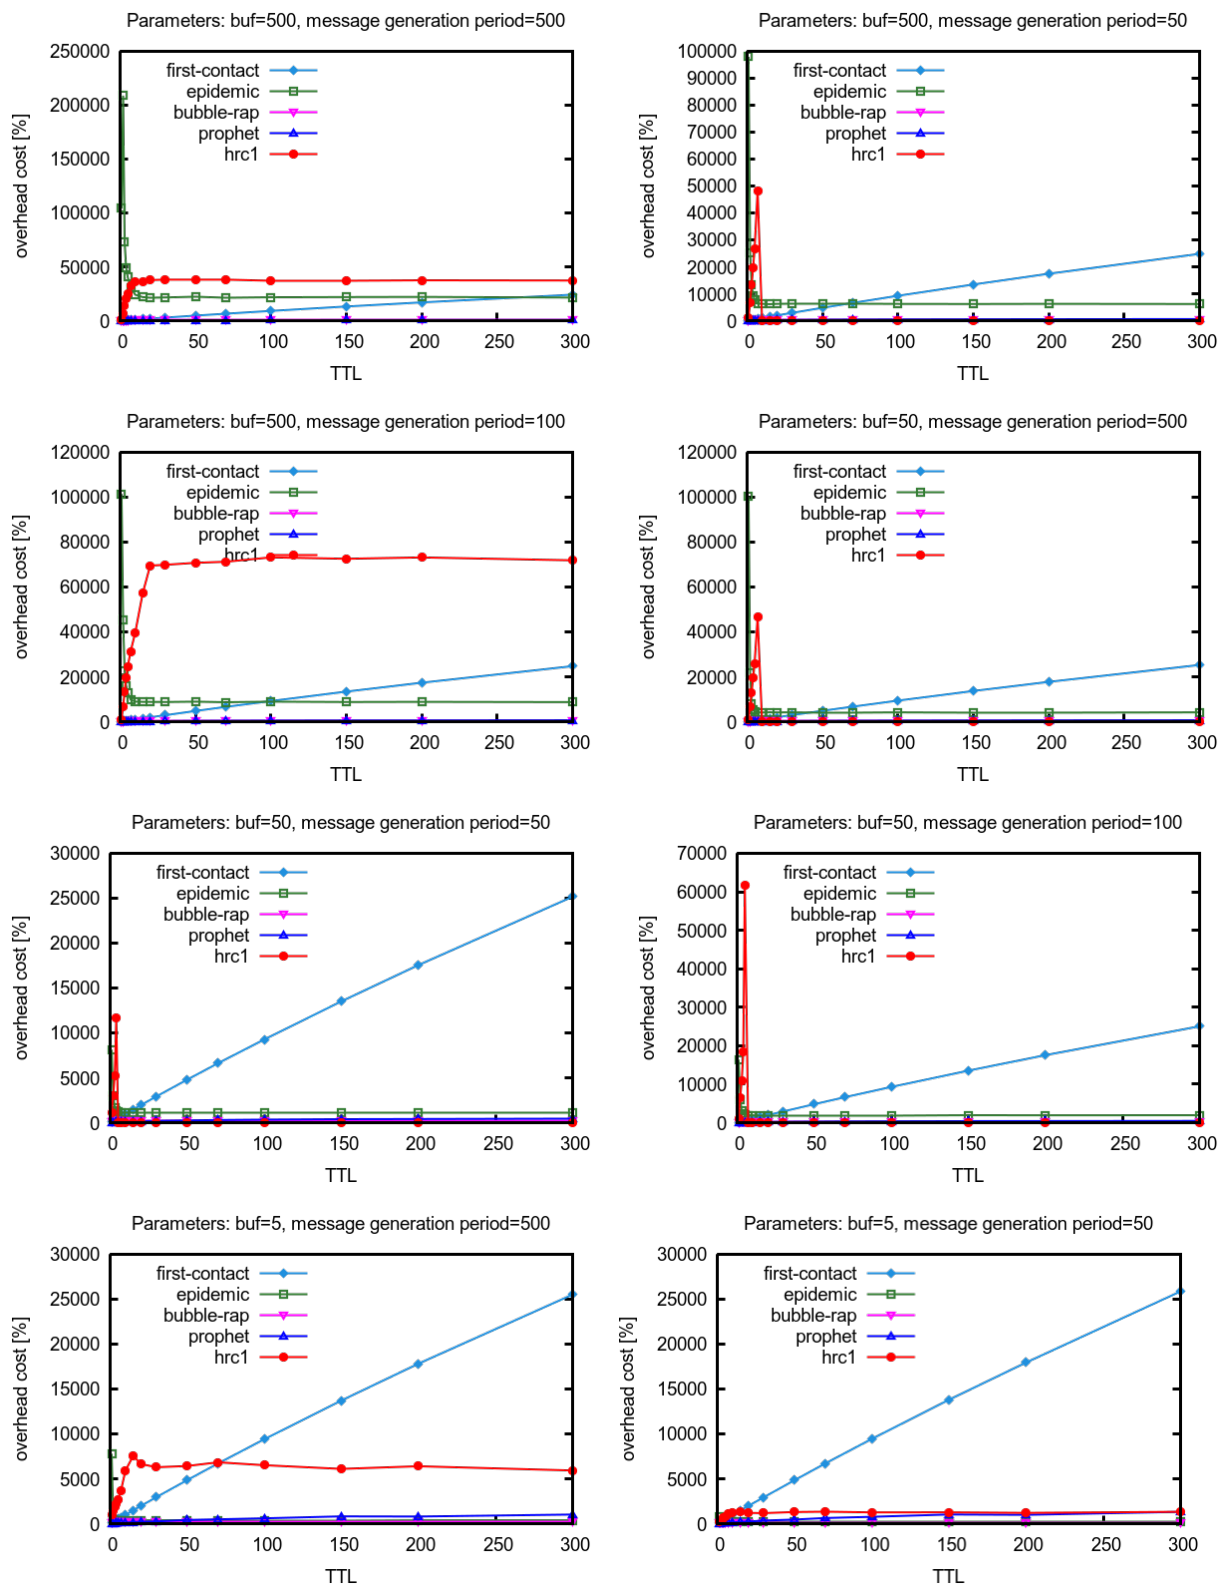 Parameters: buf=500, message generation period=500
250000
200000
150000
100000
50000
0
overhead cost [%]
first-contact
epidemic
bubble-rap
prophet
hrc1
0 50 100 150 200 250 300
TTL
Parameters: buf=500, message generation period=50
100000
90000
80000
70000
60000
50000
40000
30000
20000
10000
0
overhead cost [%]
first-contact
epidemic
bubble-rap
prophet
hrc1
0 50 100 150 200 250 300
TTL
Parameters: buf=500, message generation period=100
120000
100000
80000
60000
40000
20000
0
overhead cost [%]
first-contact
epidemic
bubble-rap
prophet
hrc1
0 50 100 150 200 250 300
TTL
Parameters: buf=50, message generation period=500
120000
100000
80000
60000
40000
20000
0
overhead cost [%]
first-contact
epidemic
bubble-rap
prophet
hrc1
0 50 100 150 200 250 300
TTL
Parameters: buf=50, message generation period=50
30000
25000
20000
15000
10000
5000
0
overhead cost [%]
first-contact
epidemic
bubble-rap
prophet
hrc1
0 50 100 150 200 250 300
TTL
Parameters: buf=50, message generation period=100
70000
60000
50000
40000
30000
20000
10000
0
overhead cost [%]
first-contact
epidemic
bubble-rap
prophet
hrc1
0 50 100 150 200 250 300
TTL
Parameters: buf=5, message generation period=500
30000
25000
20000
15000
10000
5000
0
overhead cost [%]
first-contact
epidemic
bubble-rap
prophet
hrc1
0 50 100 150 200 250 300
TTL
Parameters: buf=5, message generation period=50
30000
25000
20000
15000
10000
5000
0
overhead cost [%]
first-contact
epidemic
bubble-rap
prophet
hrc1
0 50 100 150 200 250 300
TTL